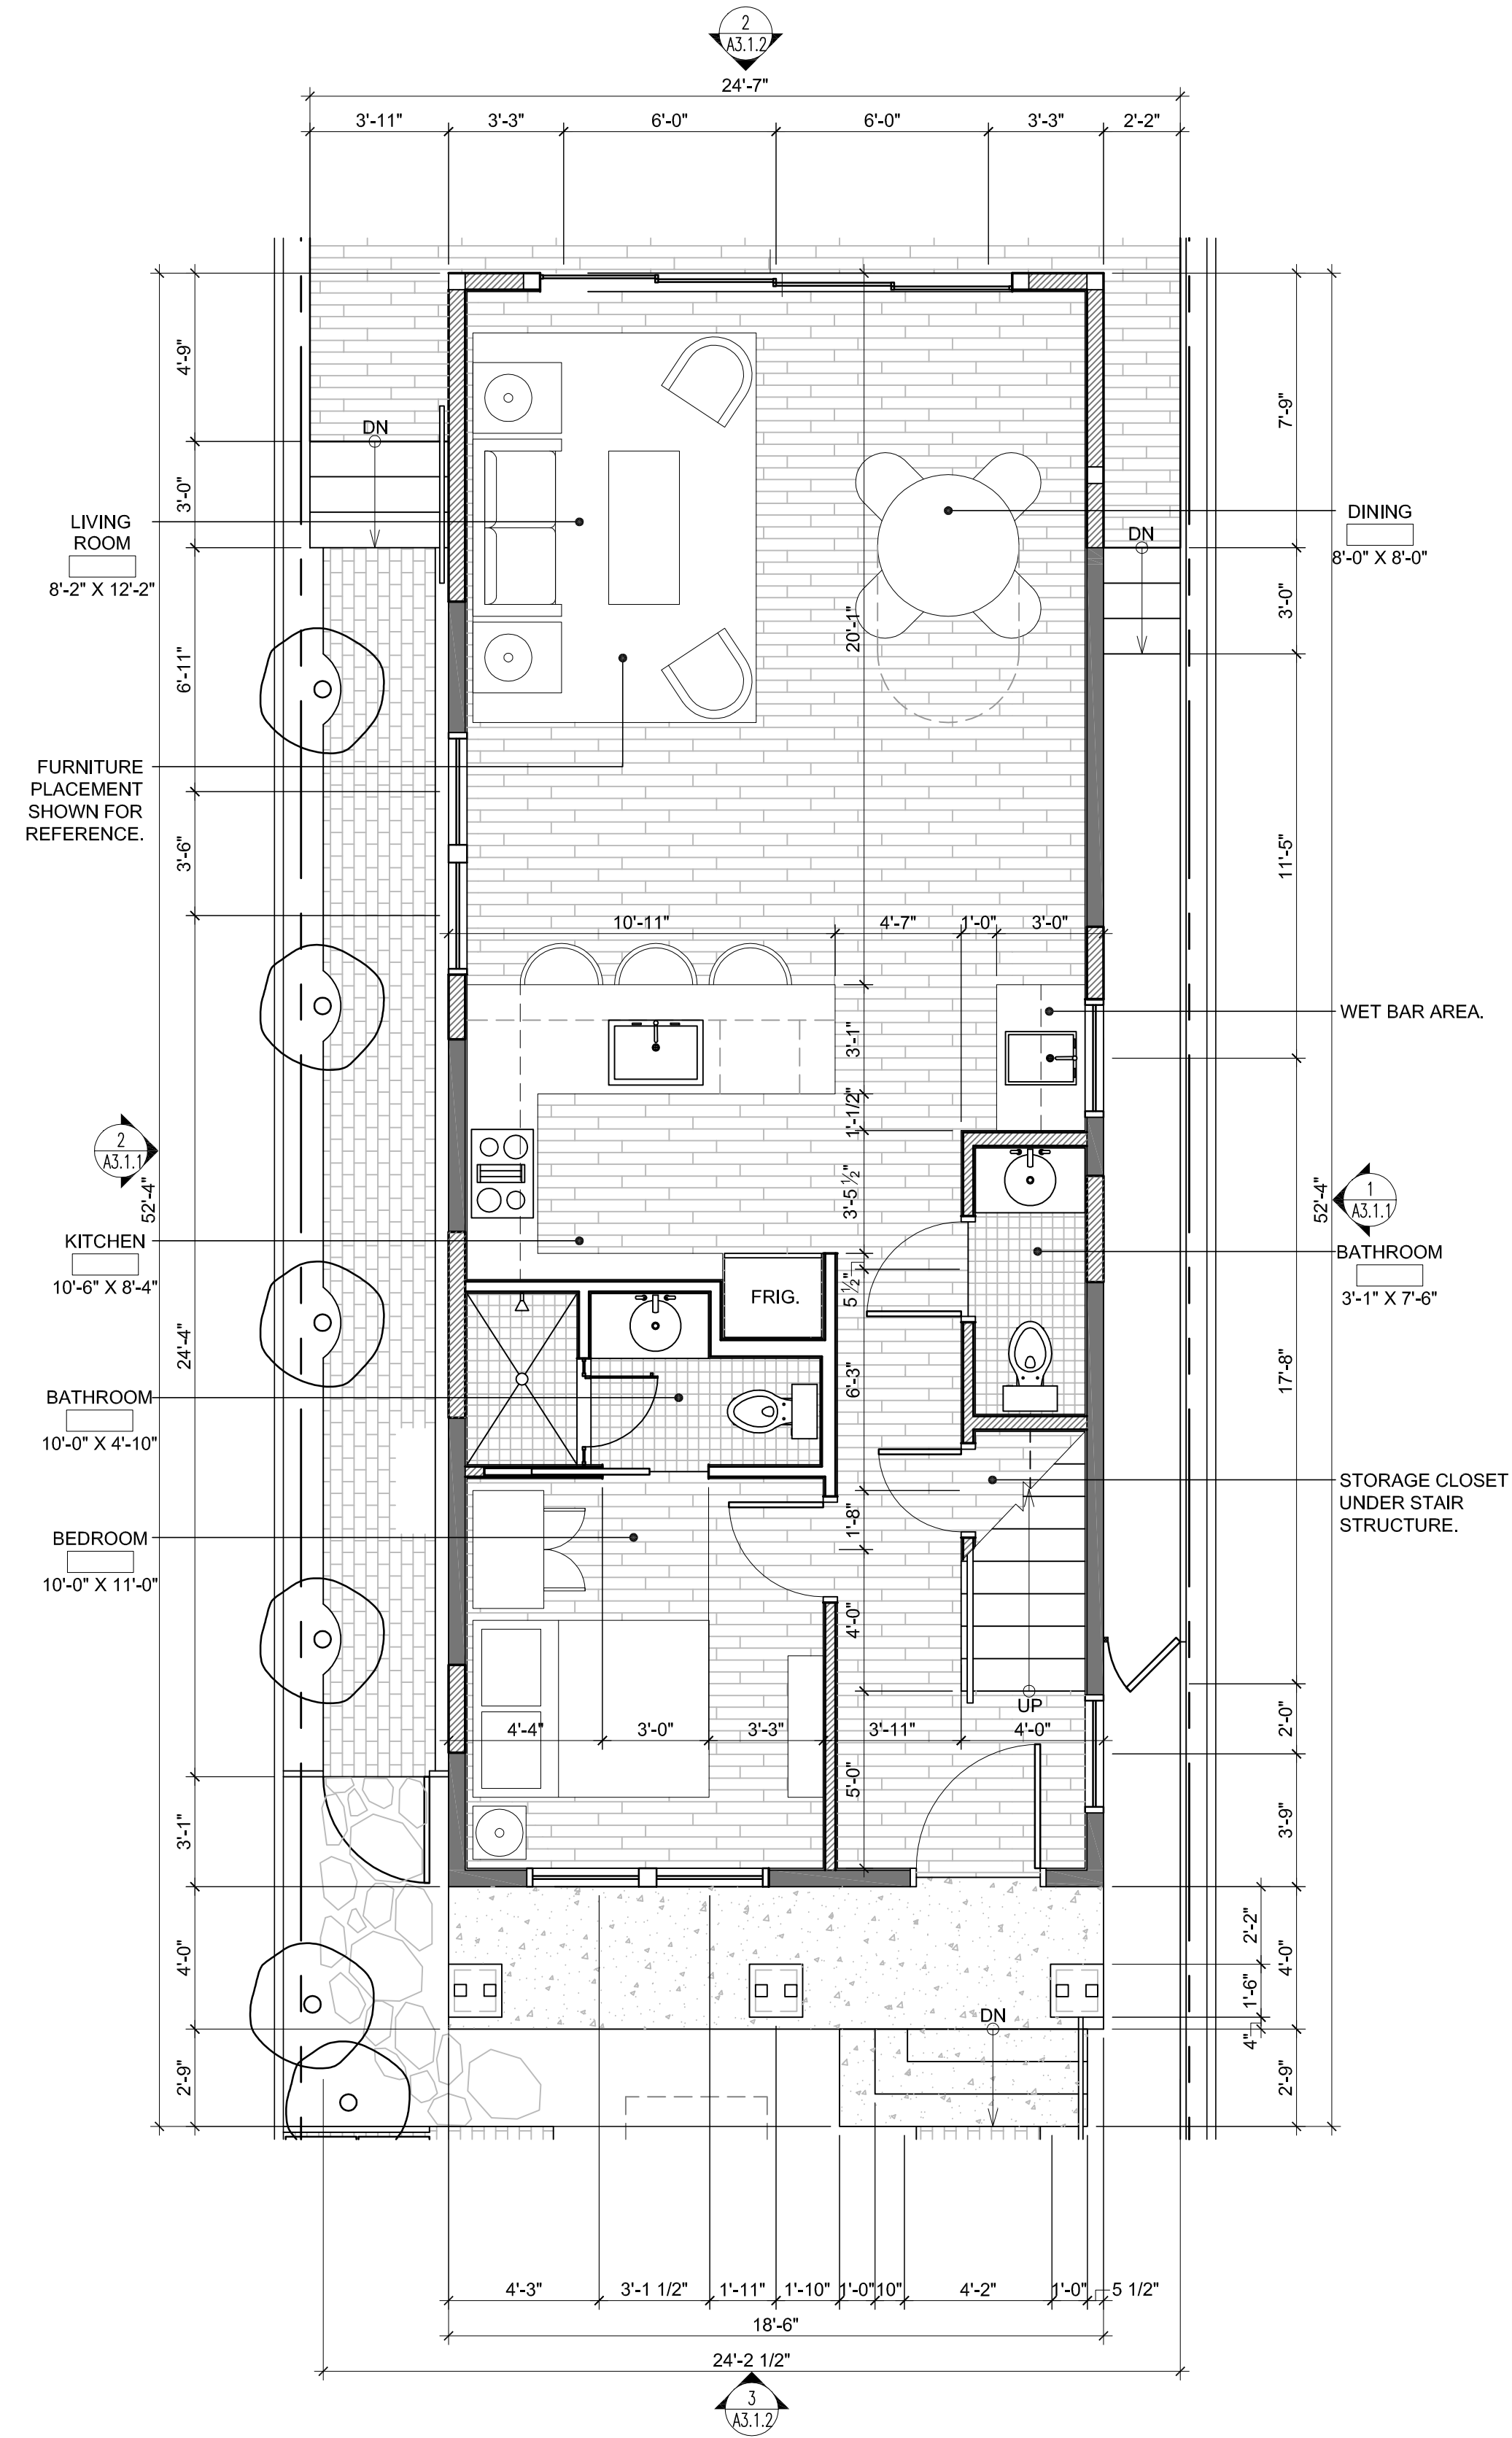 2
A3.1.2
24'-7"
3'-11" 3'-3" 6'-0" 6'-0" 3'-3" 2'-2"
4'-9"
7'-9"
DN
3'-0"
LIVING
ROOM
8'-2" X 12'-2"
DINING
8'-0" X 8'-0"
DN
3'-0"
20'-1"
6'-11"
FURNITURE
PLACEMENT
SHOWN FOR
REFERENCE.
3'-6"
11'-5"
10'-11" 4'-7" 1'-0" 3'-0"
WET BAR AREA.
3'-1"
1'-1/2"
2
A3.1.1
52'-4"
3'-5 1/2"
52'-4"
1
A3.1.1
KITCHEN
10'-6" X 8'-4"
BATHROOM
3'-1" X 7'-6"
5 1/2"
FRIG.
24'-4"
6'-3"
17'-8"
BATHROOM
10'-0" X 4'-10"
STORAGE CLOSET
UNDER STAIR
STRUCTURE.
1'-8"
BEDROOM
10'-0" X 11'-0"
4'-0"
UP
4'-4" 3'-0" 3'-3" 3'-11" 4'-0"
2'-0"
5'-0"
3'-1"
3'-9"
4'-0"
2'-2"
4'-0"
1'-6"
DN
4"
2'-9"
2'-9"
4'-3" 3'-1 1/2" 1'-11" 1'-10" 1'-0" 10" 4'-2" 1'-0" 5 1/2"
18'-6"
24'-2 1/2"
3
A3.1.2